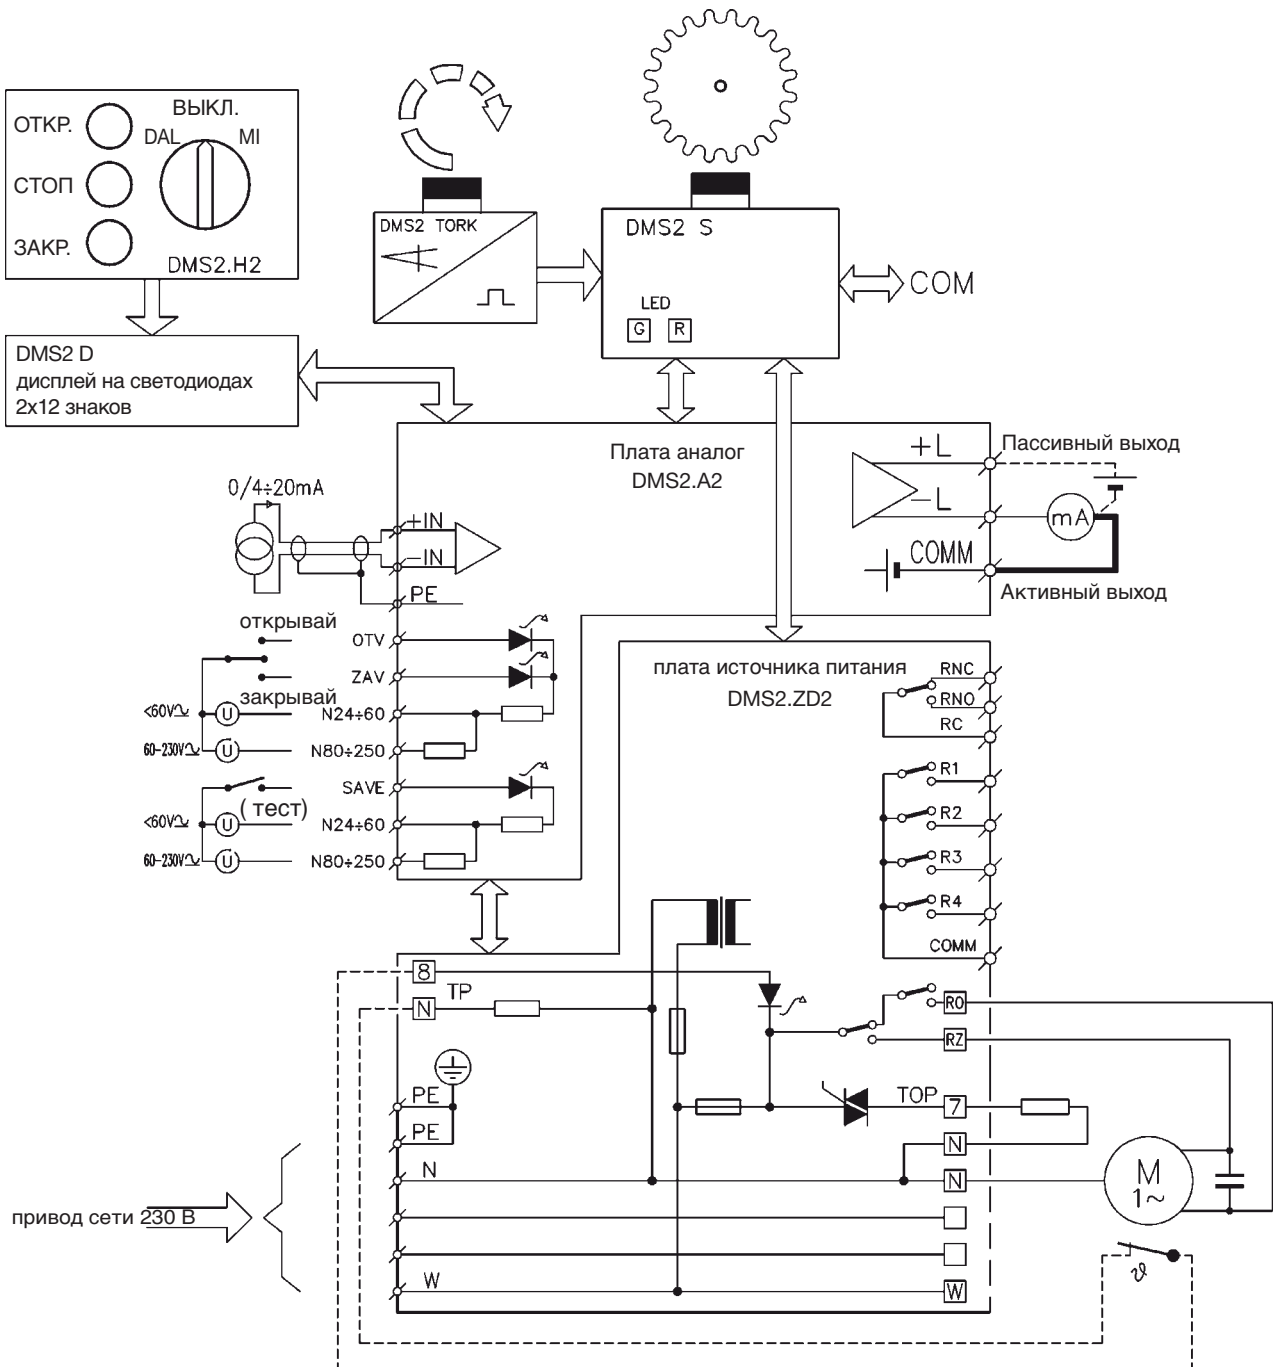 ВЫКЛ.
ОТКР.
DAL
MI
СТОП
ЗАКР.
DMS2.H2
DMS2 TORK
DMS2 S
LED
G R
COM
DMS2 D
дисплей на светодиодах
2x12 знаков
Плата аналог
DMS2.A2
+L
Пассивный выход
-L
mA
COMM
Активный выход
0/4÷20mA
+IN
-IN
PE
открывай
OTV
ZAV
закрывай
<60V
U
N24÷60
60-230V
U
N80÷250
SAVE
( тест)
<60V
U
N24÷60
60-230V
U
N80÷250
плата источника питания
DMS2.ZD2
RNC
RNO
RC
R1
R2
R3
R4
COMM
8
TP
N
RO
RZ
PE
TOP
7
PE
N
N
N
M
1~
привод сети 230 В
W
W
ϑ